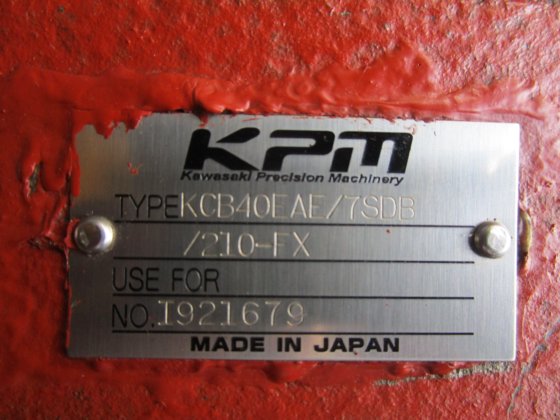 KPM
Kawasaki Precision Machinery
TYPE KCB40EAE/7SDB
/210-FX
USE FOR
NO. I921679
MADE IN JAPAN